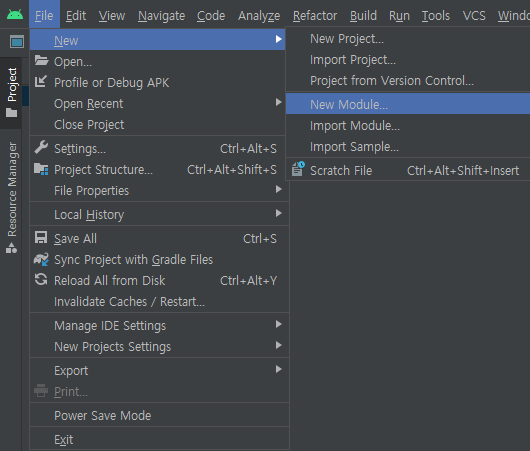 File Edit View Navigate Code Analyze Refactor Build Run Tools VCS Windo
New
Open...
Profile or Debug APK
Open Recent
Close Project
Settings... Ctrl+Alt+S
Project Structure... Ctrl+Alt+Shift+S
File Properties
Local History
Save All Ctrl+S
Sync Project with Gradle Files
Reload All from Disk Ctrl+Alt+Y
Invalidate Caches / Restart...
Manage IDE Settings
New Projects Settings
Export
Print...
Power Save Mode
Exit
New Project...
Import Project...
Project from Version Control...
New Module...
Import Module...
Import Sample...
Scratch File Ctrl+Alt+Shift+Insert
Project
Resource Manager